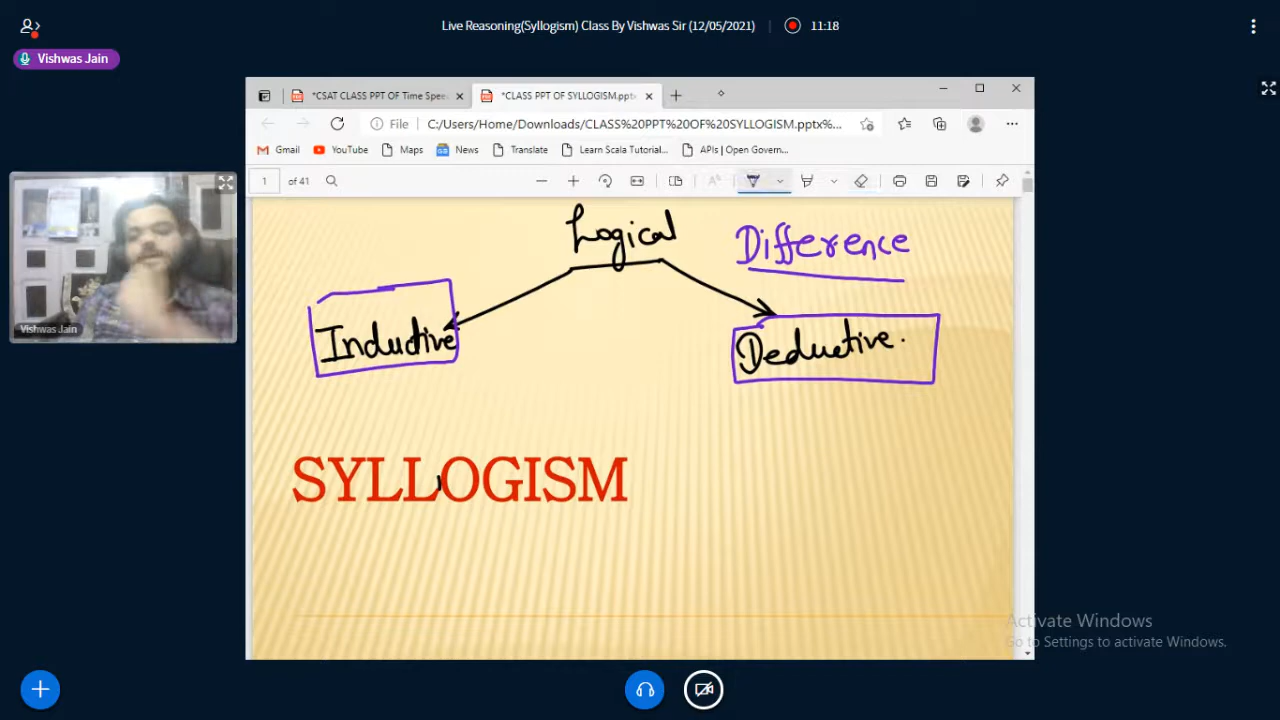 Live Reasoning(Syllogism) Class By Vishwas Sir (12/05/2021)
11:18
Vishwas Jain
*CSAT CLASS PPT OF Time Spee
*CLASS PPT OF SYLLOGISM.ppt
File
C:/Users/Home/Downloads/CLASS%20PPT%20OF%20SYLLOGISM.pptx%...
Gmail
YouTube
Maps
News
Translate
Learn Scala Tutorial...
APIs | Open Govern...
1 of 41
Logical
Difference
Inductive
Deductive.
SYLLOGISM
Vishwas Jain
Activate Windows
Go to Settings to activate Windows.